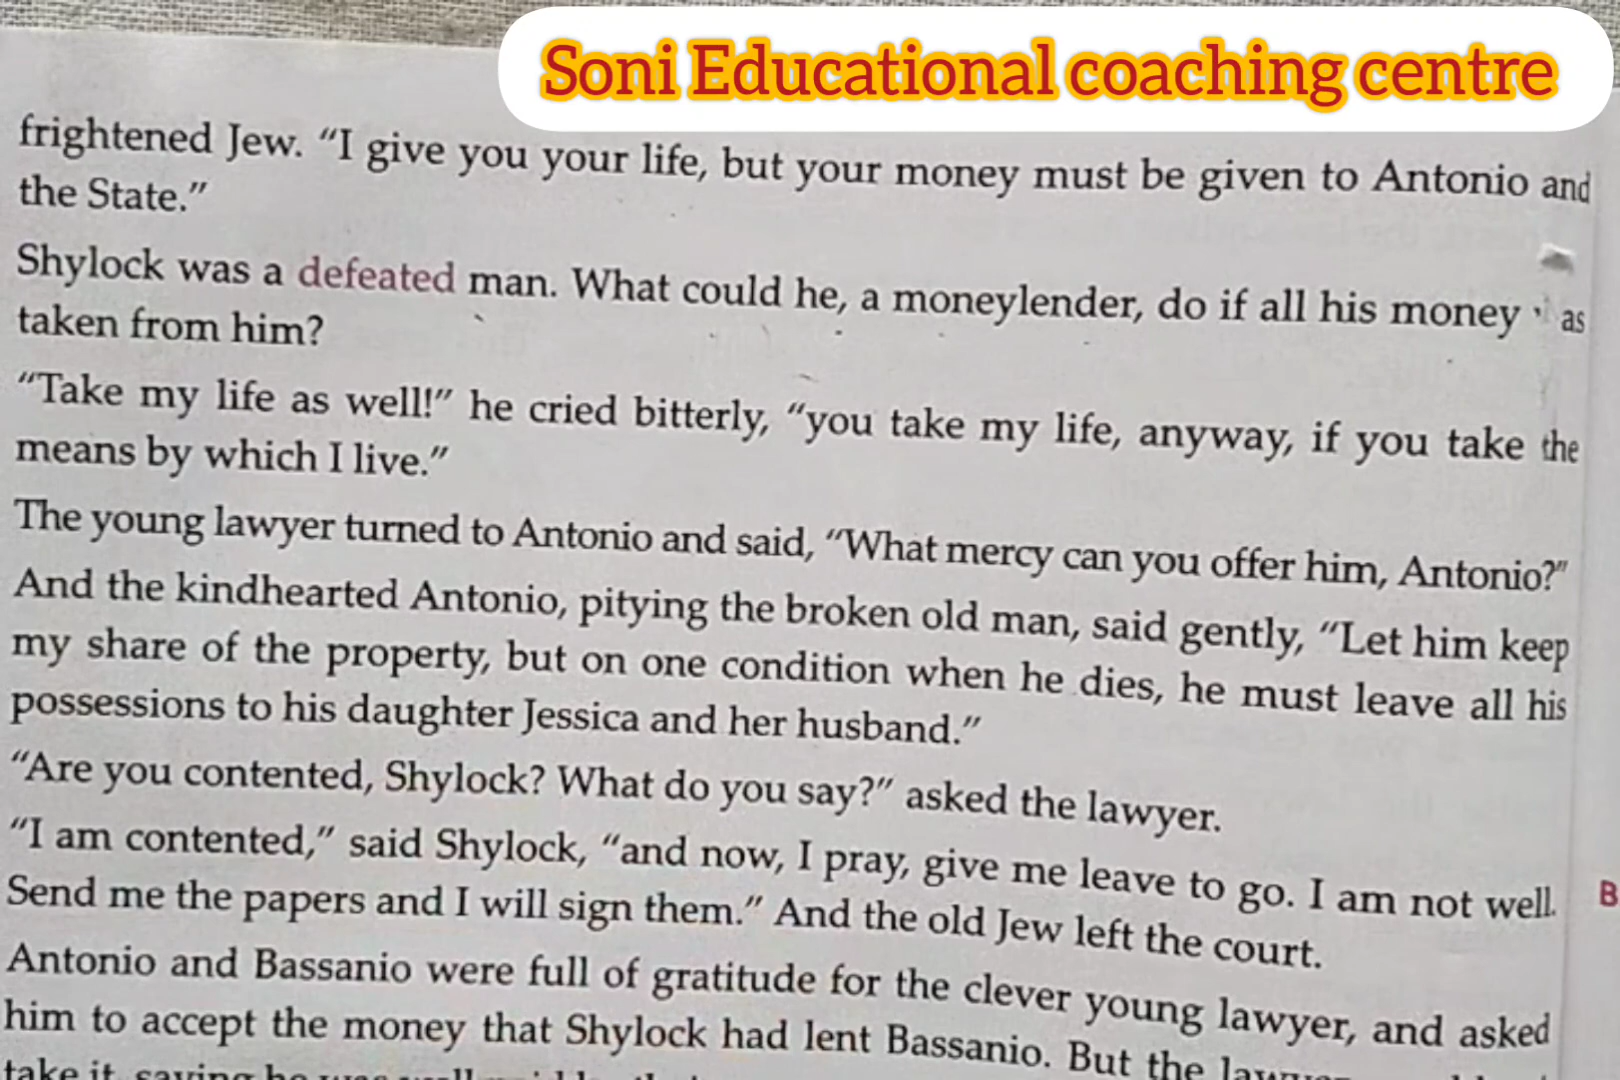 Soni Educational coaching centre
frightened Jew. “I give you your life, but your money must be given to Antonio and
the State.”
Shylock was a defeated man. What could he, a moneylender, do if all his money as
taken from him?
“Take my life as well!” he cried bitterly, “you take my life, anyway, if you take the
means by which I live.”
The young lawyer turned to Antonio and said, “What mercy can you offer him, Antonio?”
And the kindhearted Antonio, pitying the broken old man, said gently, “Let him keep
my share of the property, but on one condition when he dies, he must leave all his
possessions to his daughter Jessica and her husband.”
“Are you contented, Shylock? What do you say?” asked the lawyer.
“I am contented,” said Shylock, “and now, I pray, give me leave to go. I am not well.
B
Send me the papers and I will sign them.” And the old Jew left the court.
Antonio and Bassanio were full of gratitude for the clever young lawyer, and asked
him to accept the money that Shylock had lent Bassanio. But the
take it, saying he was